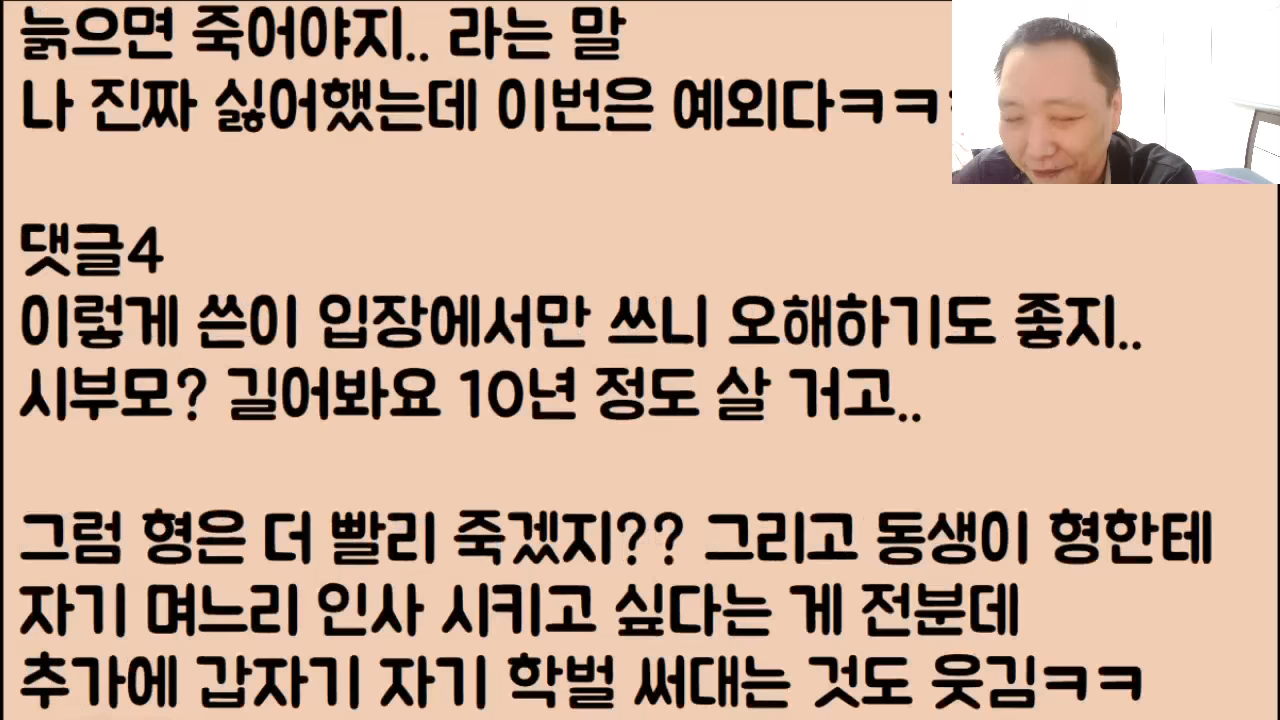 늙으면 죽어야지.. 라는 말
나 진짜 싫어했는데 이번은 예외다ㅋㅋ
댓글4
이렇게 쓴이 입장에서만 쓰니 오해하기도 좋지..
시부모? 길어봐요 10년 정도 살 거고..
그럼 형은 더 빨리 죽겠지?? 그리고 동생이 형한테
자기 며느리 인사 시키고 싶다는 게 전분데
추가에 갑자기 자기 학벌 써대는 것도 웃김ㅋㅋ